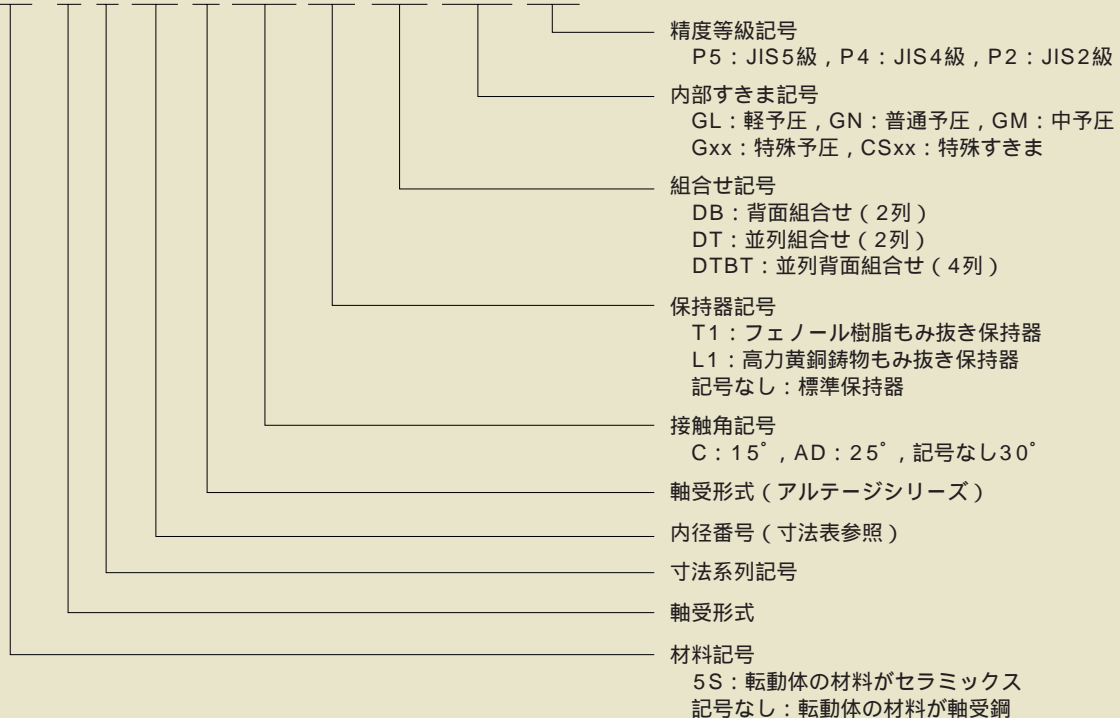 精度等級記号
P5：JIS5級，P4：JIS4級，P2：JIS2級
内部すきま記号
GL：軽予圧，GN：普通予圧，GM：中予圧
Gxx：特殊予圧，CSxx：特殊すきま
組合せ記号
DB：背面組合せ（2列）
DT：並列組合せ（2列）
DTBT：並列背面組合せ（4列）
保持器記号
T1：フェノール樹脂もみ抜き保持器
L1：高力黄銅鋳物もみ抜き保持器
記号なし：標準保持器
接触角記号
C：15°，AD：25°，記号なし30°
軸受形式（アルテージシリーズ）
内径番号（寸法表参照）
寸法系列記号
軸受形式
材料記号
5S：転動体の材料がセラミックス
記号なし：転動体の材料が軸受鋼